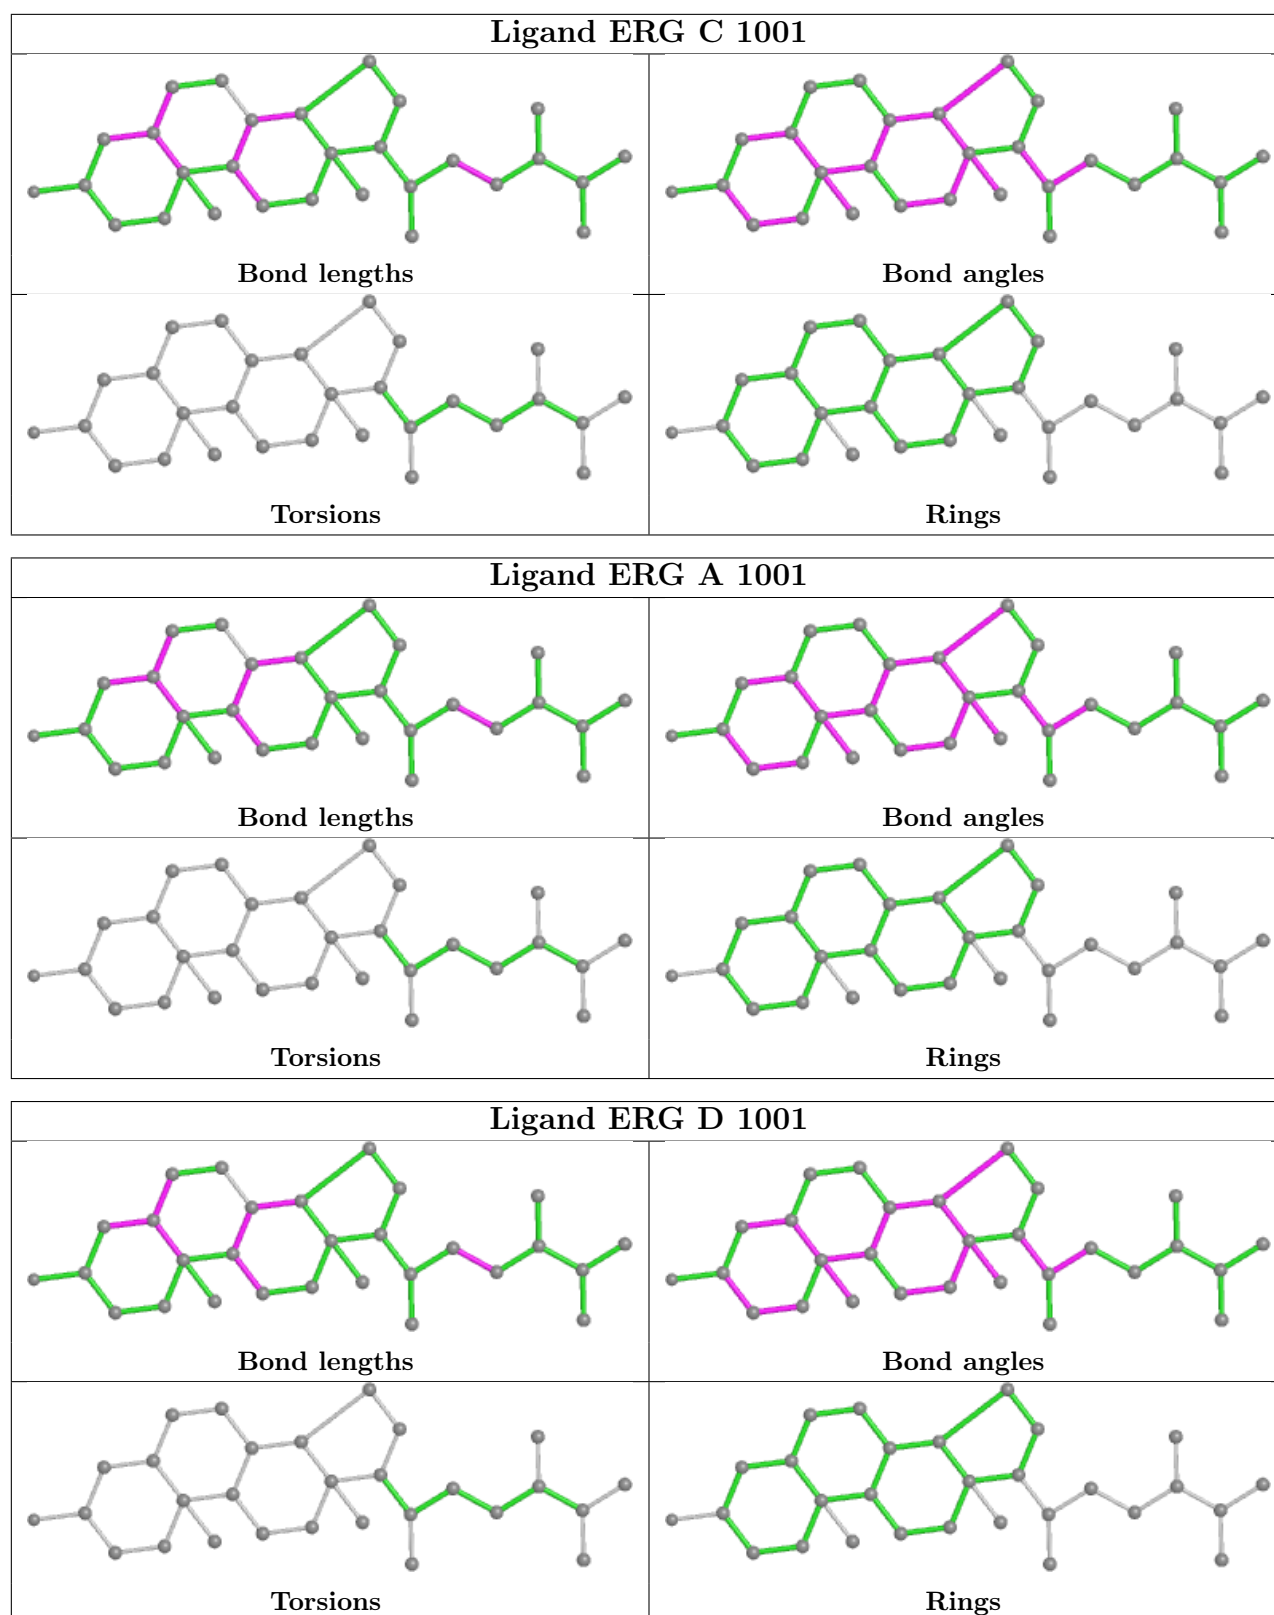 Ligand ERG C 1001
Bond lengths
Bond angles
Torsions
Rings
Ligand ERG A 1001
Bond lengths
Bond angles
Torsions
Rings
Ligand ERG D 1001
Bond lengths
Bond angles
Torsions
Rings